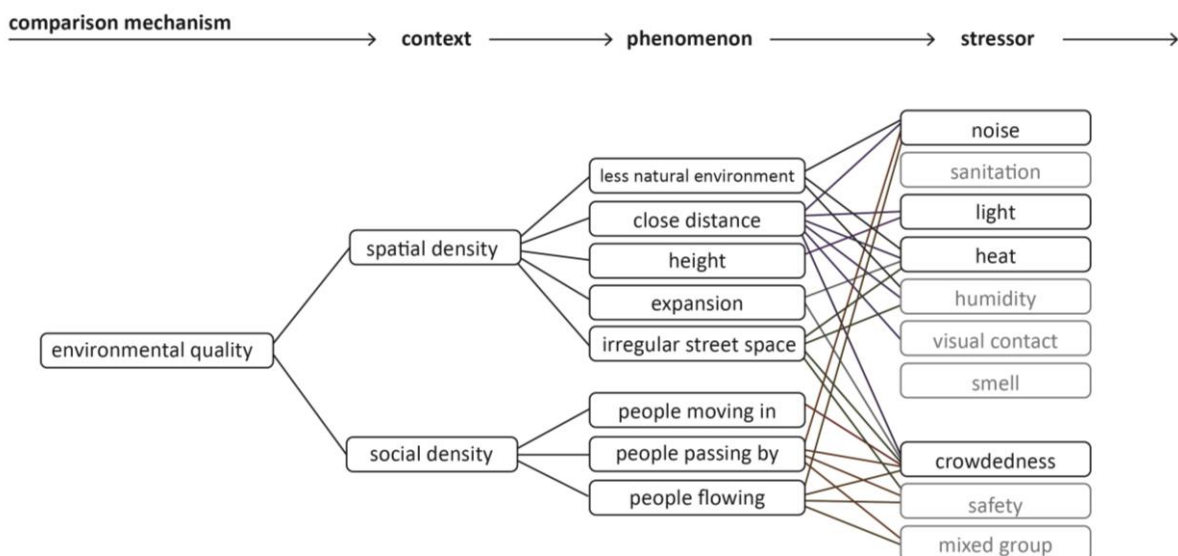 comparison mechanism
context
phenomenon
stressor
noise
less natural environment
sanitation
close distance
light
spatial density
height
heat
expansion
humidity
environmental quality
irregular street space
visual contact
smell
people moving in
social density
people passing by
crowdedness
people flowing
safety
mixed group